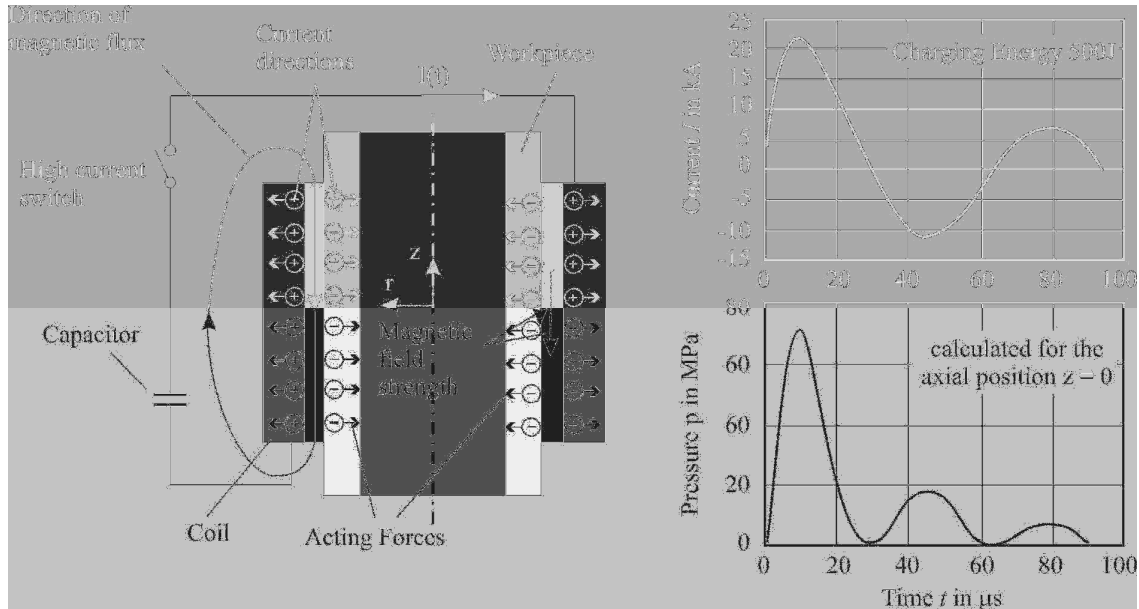 Direction of
magnetic flux
Current
directions
Workpiece
I(t)
High current
switch
z
r
Magnetic
field
strength
Capacitor
Coil
Acting Forces
Current I in kA
25
20
15
10
5
0
-5
-10
-15
Charging Energy 500J
0 20 40 60 80 100
Pressure p in MPa
80
60
40
60
20
0
calculated for the
axial position z = 0
0 20 40 60 80 100
Time t in µs